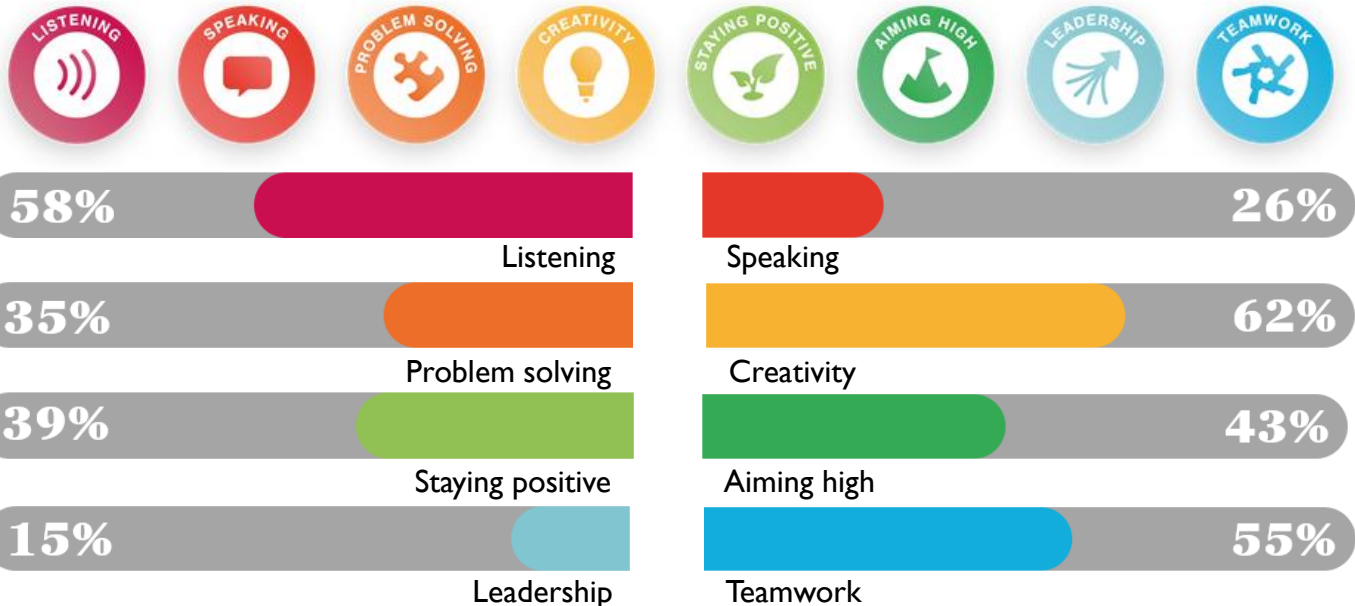 LISTENING
SPEAKING
PROBLEM SOLVING
CREATIVITY
STAYING POSITIVE
AIMING HIGH
LEADERSHIP
TEAMWORK
58%
26%
Listening
Speaking
35%
62%
Problem solving
Creativity
39%
43%
Staying positive
Aiming high
15%
55%
Leadership
Teamwork